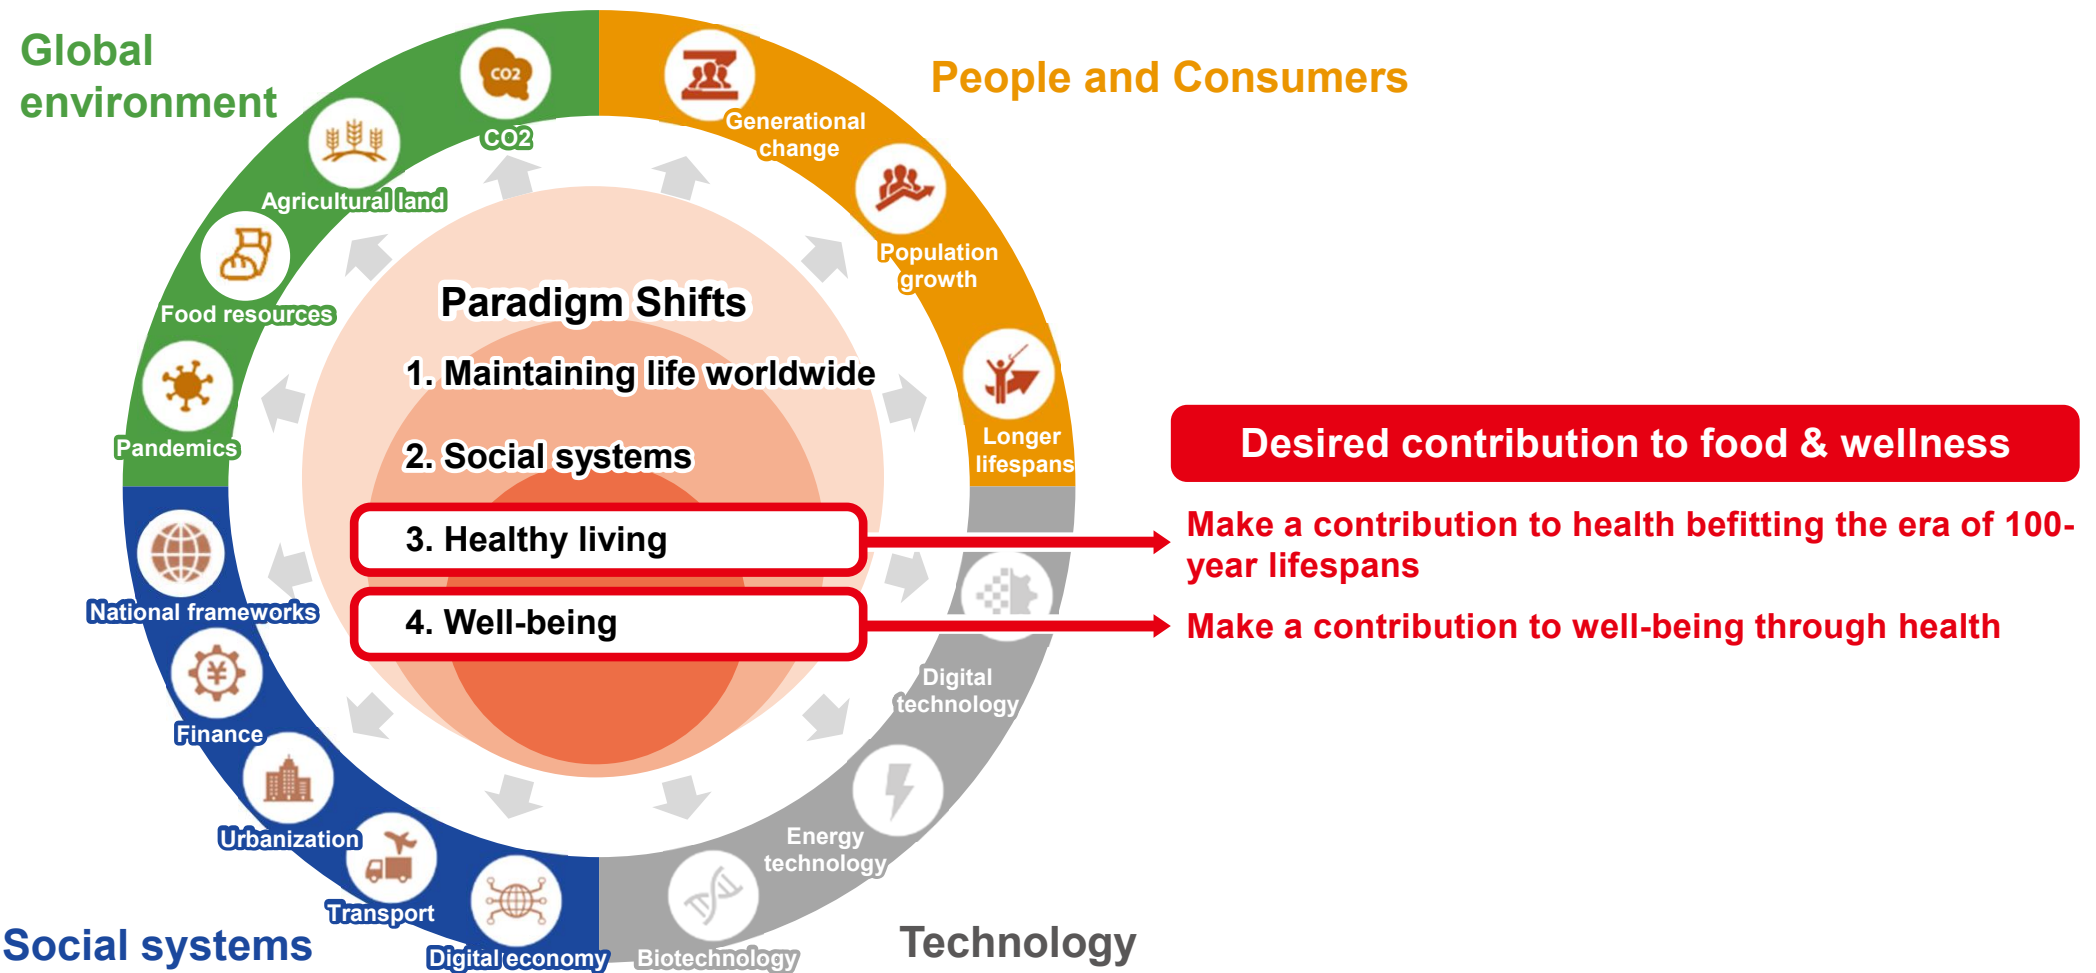 Global
environment
People and Consumers
CO2
CO2
Generational
change
Agricultural land
Population
growth
Food resources
Paradigm Shifts
1. Maintaining life worldwide
Pandemics
2. Social systems
Longer
lifespans
Desired contribution to food & wellness
3. Healthy living
Make a contribution to health befitting the era of 100-
year lifespans
National frameworks
4. Well-being
Make a contribution to well-being through health
¥
Finance
Digital
technology
Urbanization
Energy
technology
Transport
Digital economy
Biotechnology
Social systems
Technology